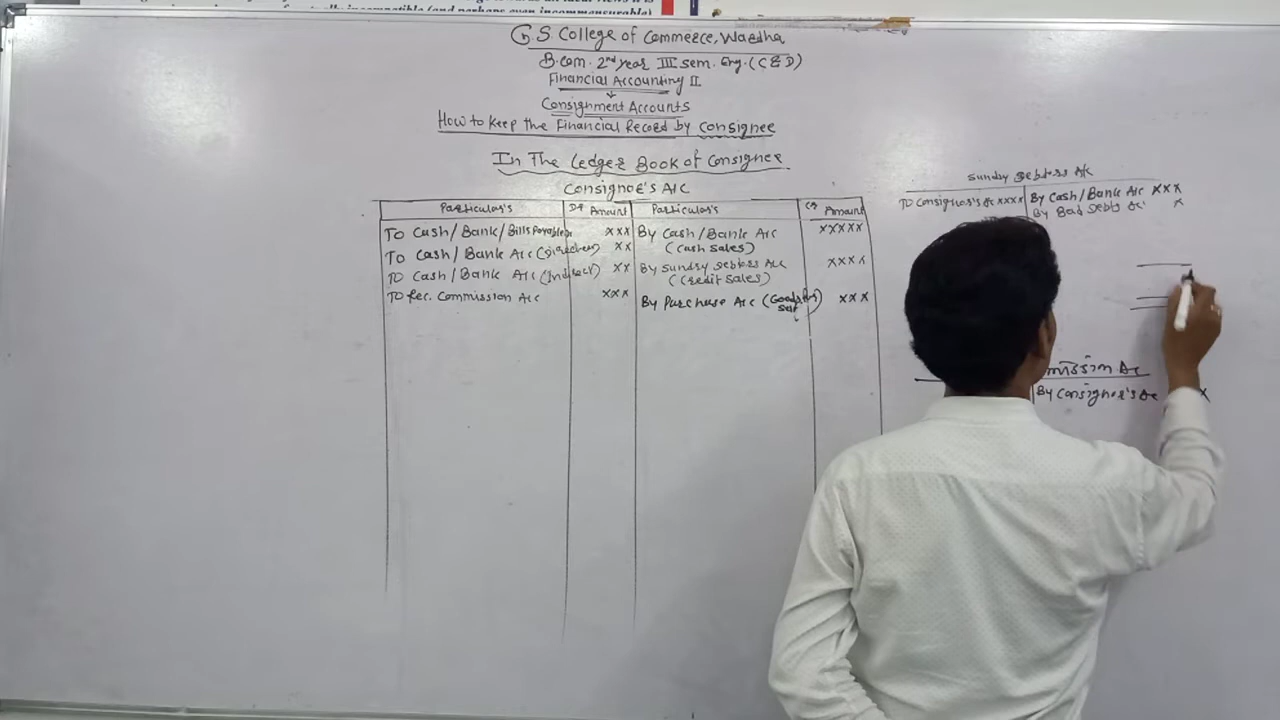 G S. College of Commerce, Wardha
B.com. 2nd year III sem. Eng. (C & D)
Financial Accounting II
Consignment Accounts
How to Keep the Financial Record by Consignee
In The Ledger Book of Consignee
Consignor's A/c
Particular's Dr Amount Particular's Cr Amount
To Cash/Bank/Bills Payable xxx By Cash/Bank A/c xxxxx
(Cash Sales)
To Cash/Bank A/c xx
By Sundry Debtors A/c xxxx
To Cash/Bank A/c (Indirect) xx
(Credit Sales)
To Rec. Commission A/c xxx By Purchase A/c xxx
Sundry Debtors A/c
To Consignor's A/c xxxx By Cash/Bank A/c xxx
By Bad Debts A/c x
A/c
By Consignor's A/c x